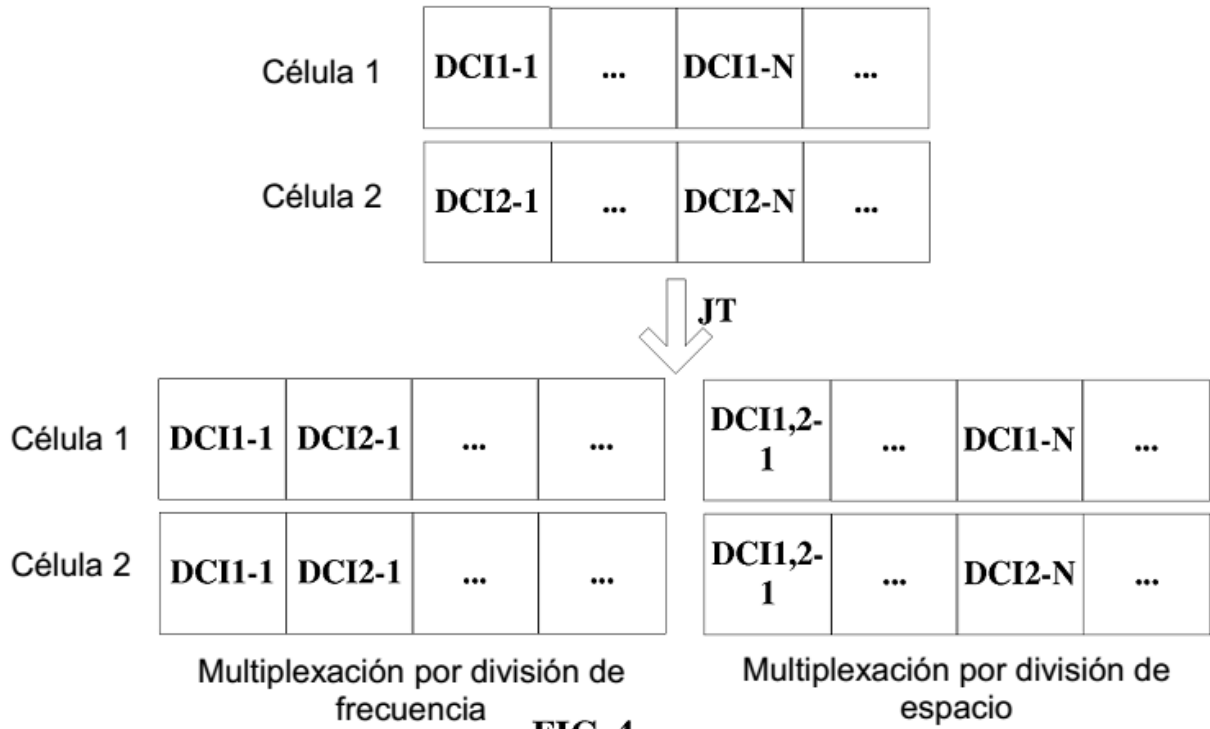 Célula 1 DCI1-1 ... DCI1-N ...
Célula 2 DCI2-1 ... DCI2-N ...
JT
Célula 1 DCI1-1 DCI2-1 ... ...
Célula 2 DCI1-1 DCI2-1 ... ...
Multiplexación por división de
frecuencia
DCI1,2-
1 ... DCI1-N ...
DCI1,2-
1 ... DCI2-N ...
Multiplexación por división de
espacio